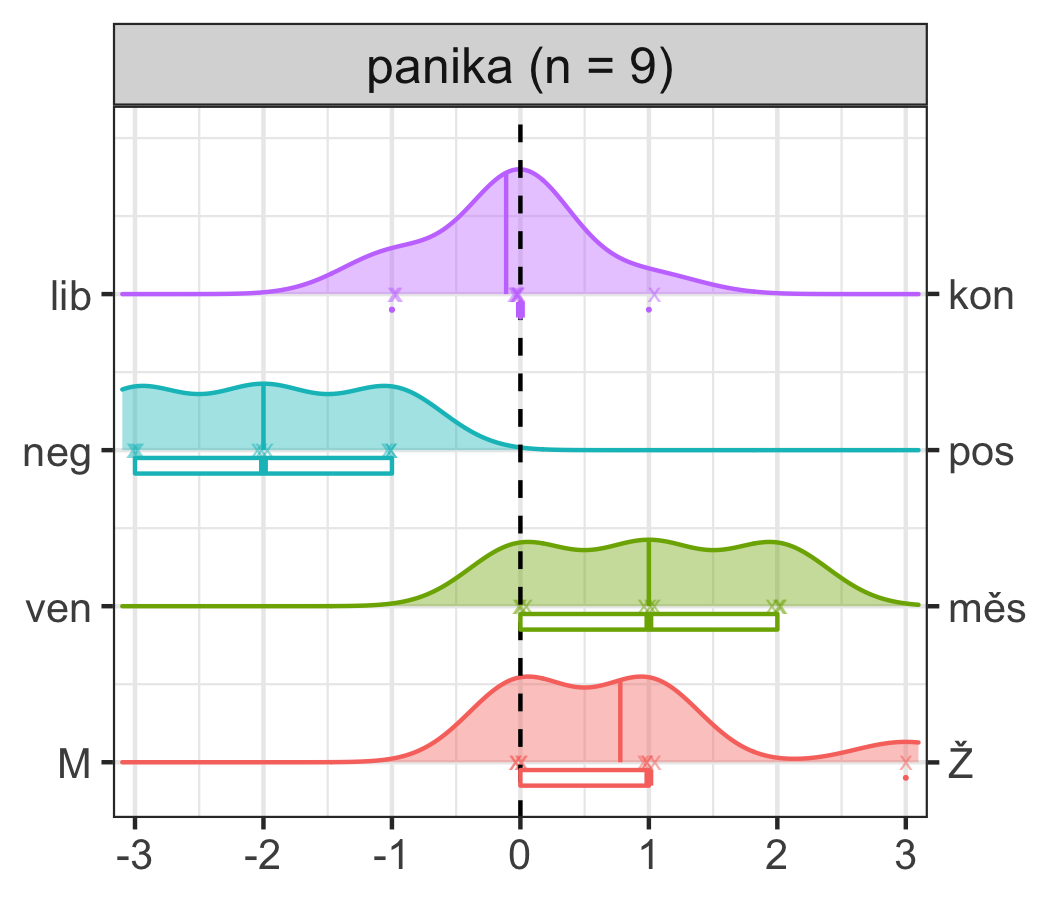 panika (n = 9)
lib kon
neg pos
ven měs
M Ž
-3 -2 -1 0 1 2 3